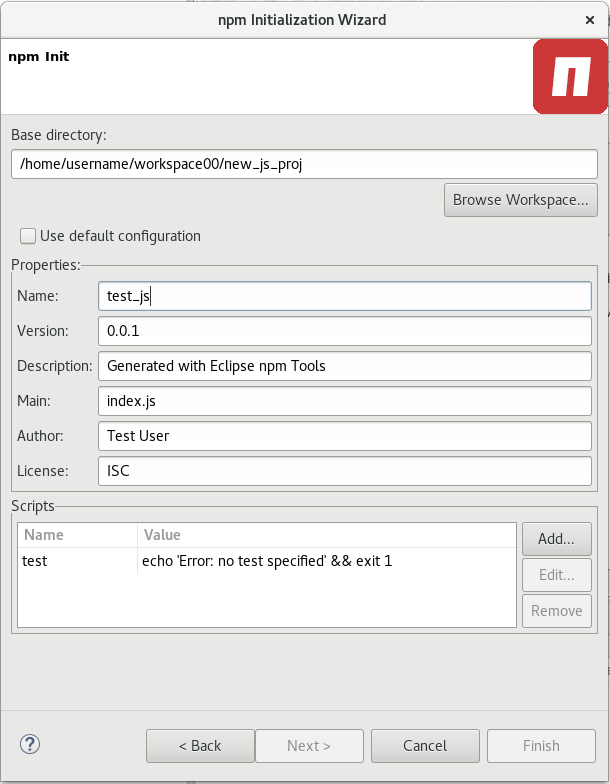 npm Initialization Wizard
npm Init
Base directory:
/home/username/workspace00/new_js_proj
Browse Workspace...
Use default configuration
Properties:
Name: test_js
Version: 0.0.1
Description: Generated with Eclipse npm Tools
Main: index.js
Author: Test User
License: ISC
Scripts
Name Value
test echo 'Error: no test specified' && exit 1
Add...
Edit...
Remove
< Back Next > Cancel Finish